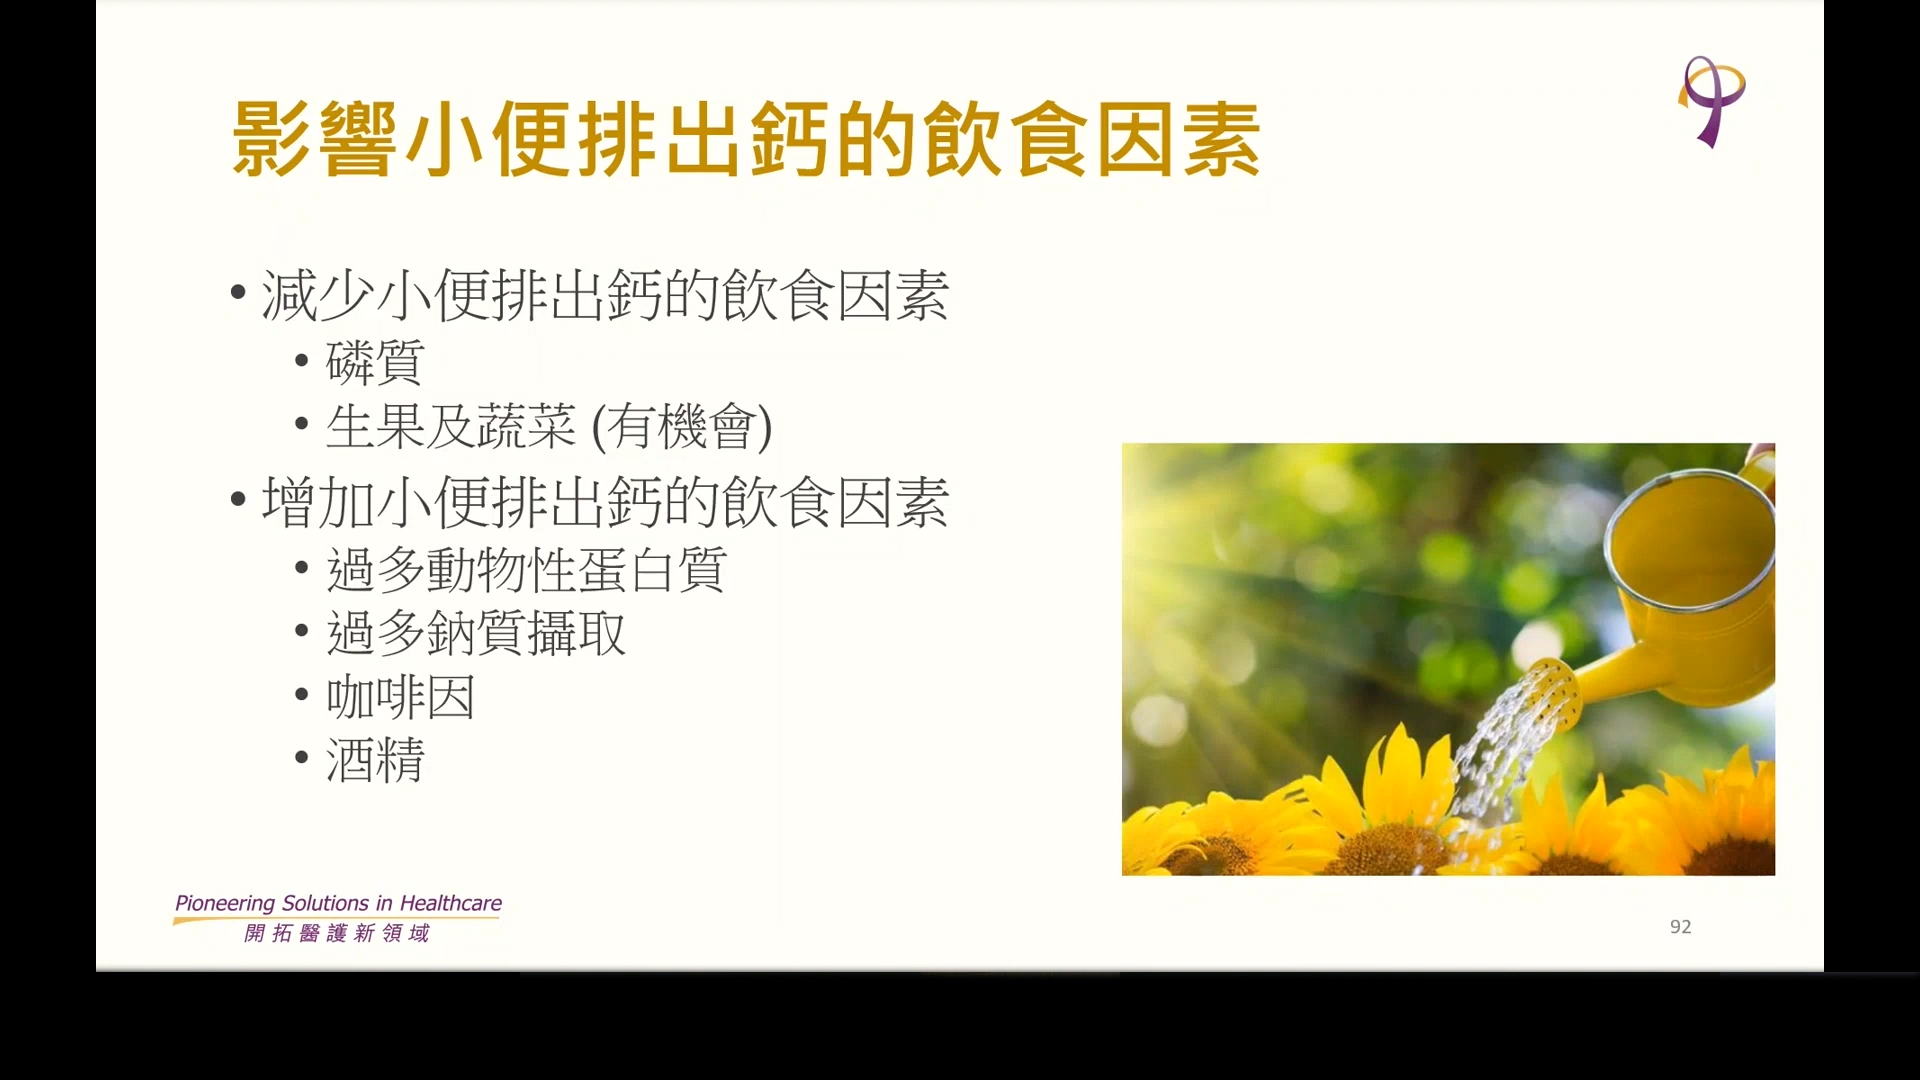 影響小便排出鈣的飲食因素
• 減少小便排出鈣的飲食因素
• 磷質
• 生果及蔬菜 (有機會)
• 增加小便排出鈣的飲食因素
• 過多動物性蛋白質
• 過多鈉質攝取
• 咖啡因
• 酒精
Pioneering Solutions in Healthcare
開拓醫護新領域
92